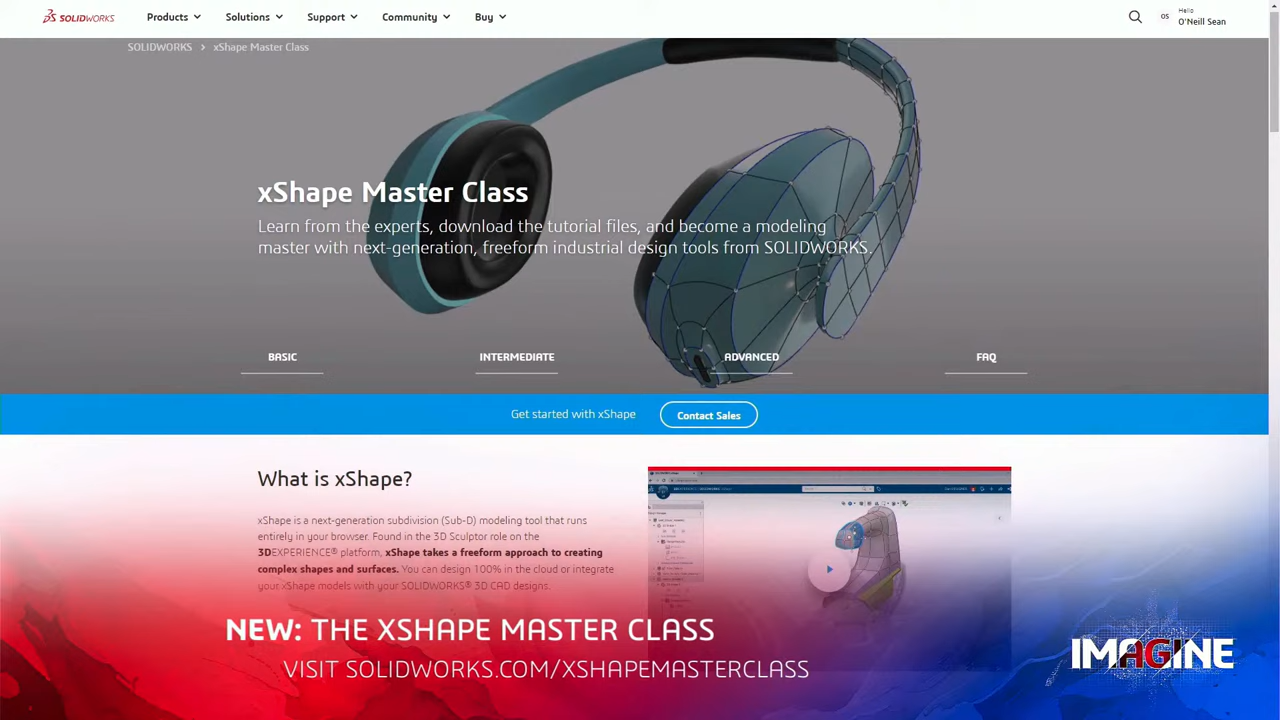 SOLIDWORKS
Products
Solutions
Support
Community
Buy
OS
Hello
O'Neill Sean
SOLIDWORKS > xShape Master Class
xShape Master Class
Learn from the experts, download the tutorial files, and become a modeling
master with next-generation, freeform industrial design tools from SOLIDWORKS.
BASIC
INTERMEDIATE
ADVANCED
FAQ
Get started with xShape
Contact Sales
What is xShape?
xShape is a next-generation subdivision (Sub-D) modeling tool that runs
entirely in your browser. Found in the 3D Sculptor role on the
3DEXPERIENCE® platform, xShape takes a freeform approach to creating
complex shapes and surfaces. You can design 100% in the cloud or integrate
your xShape models with your SOLIDWORKS® 3D CAD designs.
NEW: THE XSHAPE MASTER CLASS
VISIT SOLIDWORKS.COM/XSHAPEMASTERCLASS
IMAGINE